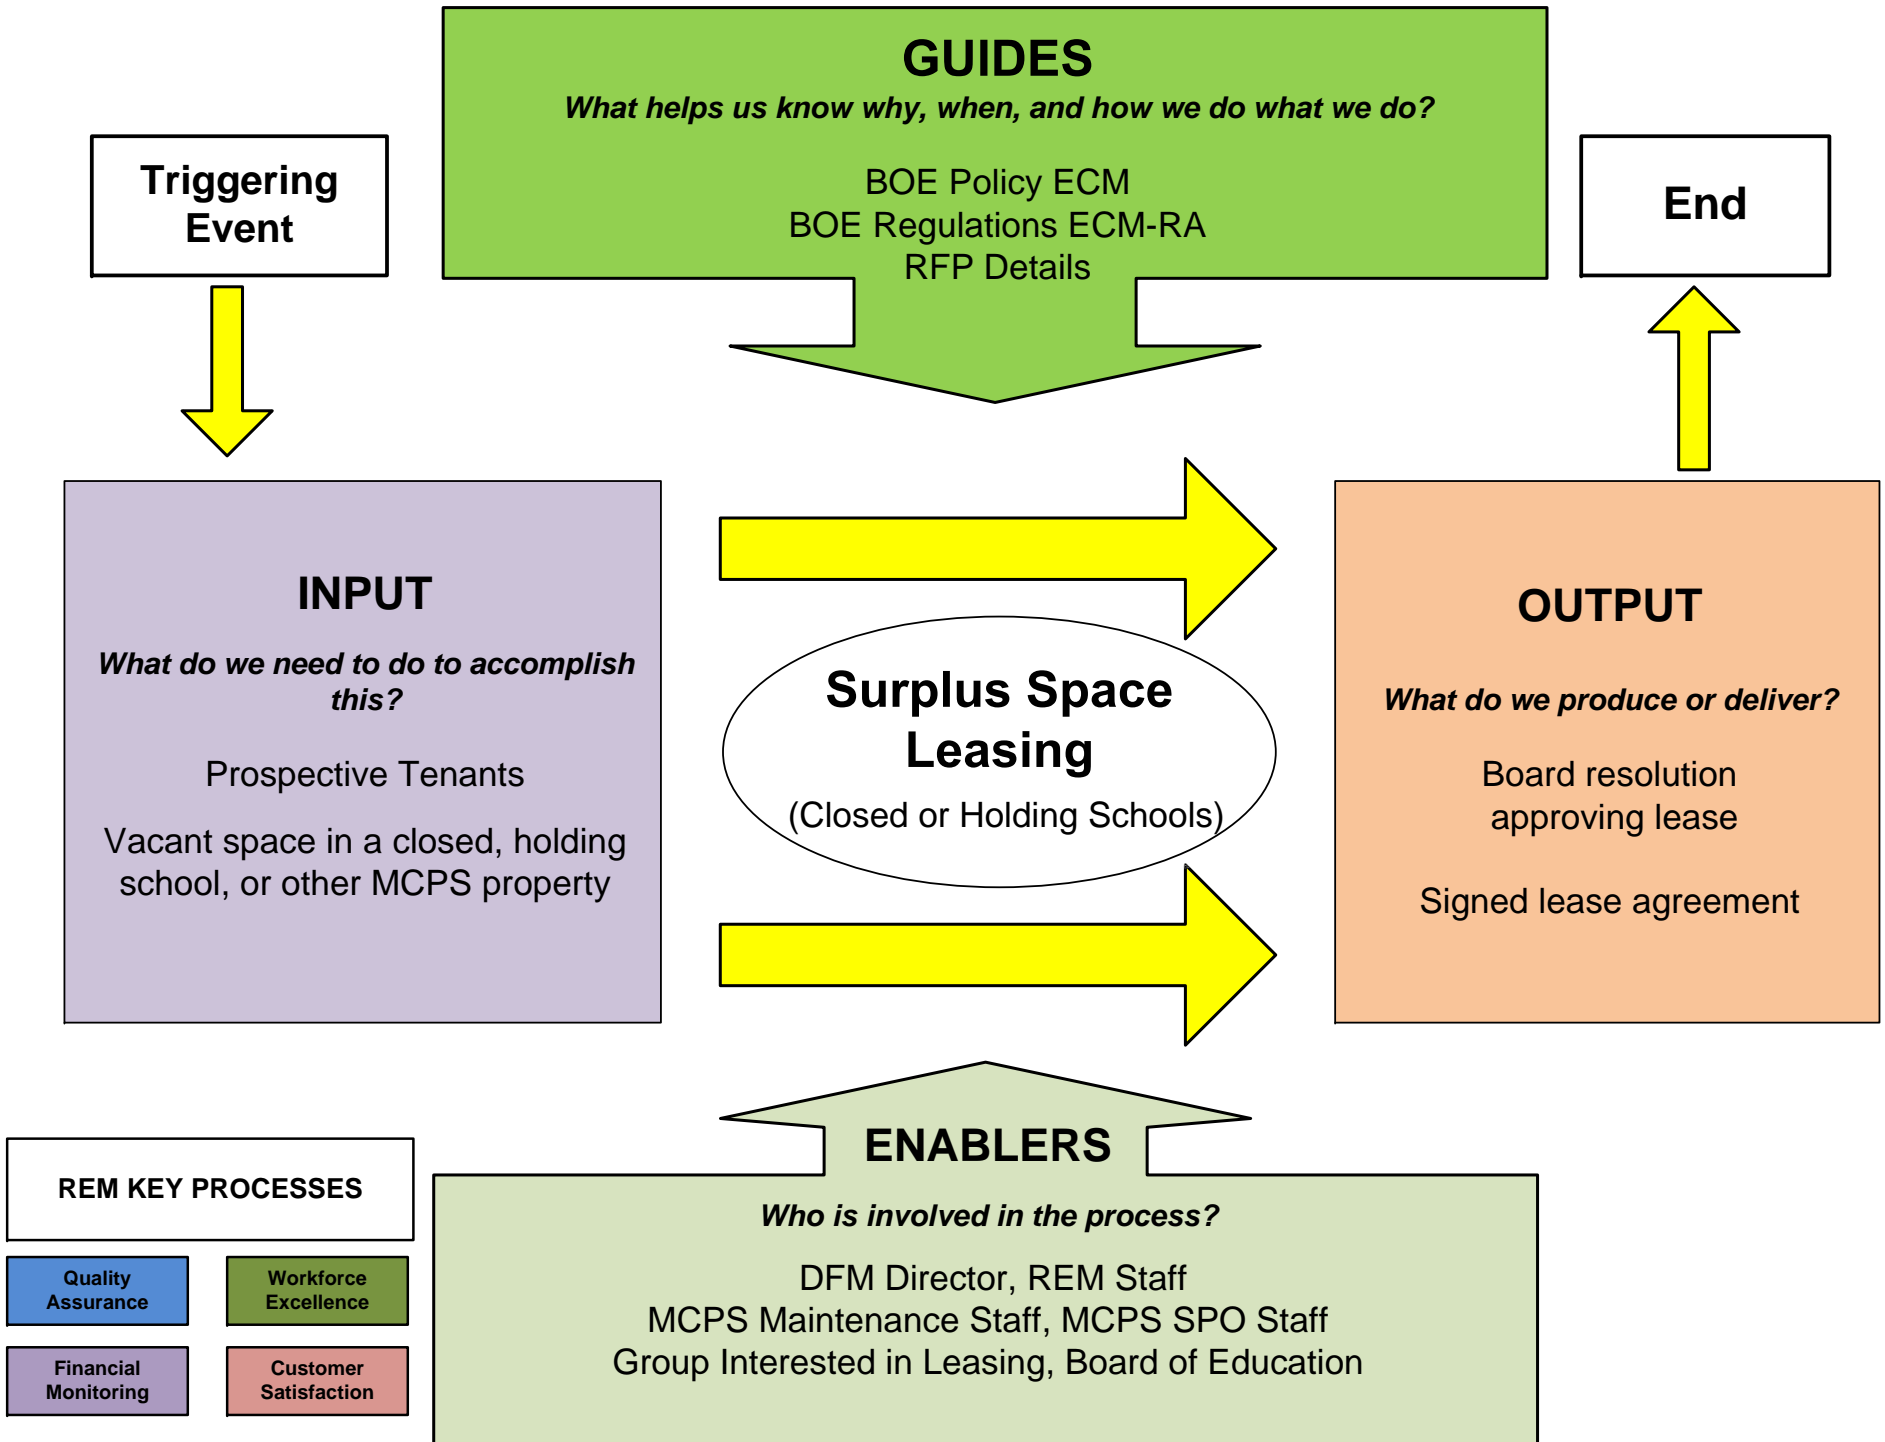 GUIDES
What helps us know why, when, and how we do what we do?
BOE Policy ECM
BOE Regulations ECM-RA
RFP Details
Triggering
Event
End
INPUT
What do we need to do to accomplish
this?
Prospective Tenants
Vacant space in a closed, holding
school, or other MCPS property
Surplus Space
Leasing
(Closed or Holding Schools)
OUTPUT
What do we produce or deliver?
Board resolution
approving lease
Signed lease agreement
ENABLERS
Who is involved in the process?
DFM Director, REM Staff
MCPS Maintenance Staff, MCPS SPO Staff
Group Interested in Leasing, Board of Education
REM KEY PROCESSES
Quality
Assurance
Workforce
Excellence
Financial
Monitoring
Customer
Satisfaction